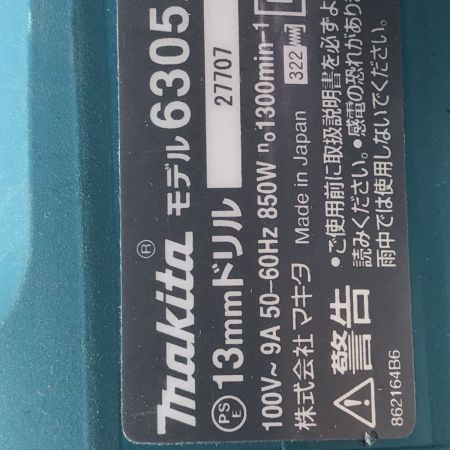 makita® モデル 6305
27707
PSE 13mmドリル
100V~ 9A 50-60Hz 850W n₀1300min-1
株式会社マキタ Made in Japan 322
警告
•ご使用前に取扱説明書を必ずよ
読みください。•感電の恐れがあり
雨中では使用しないでください。
862164B6